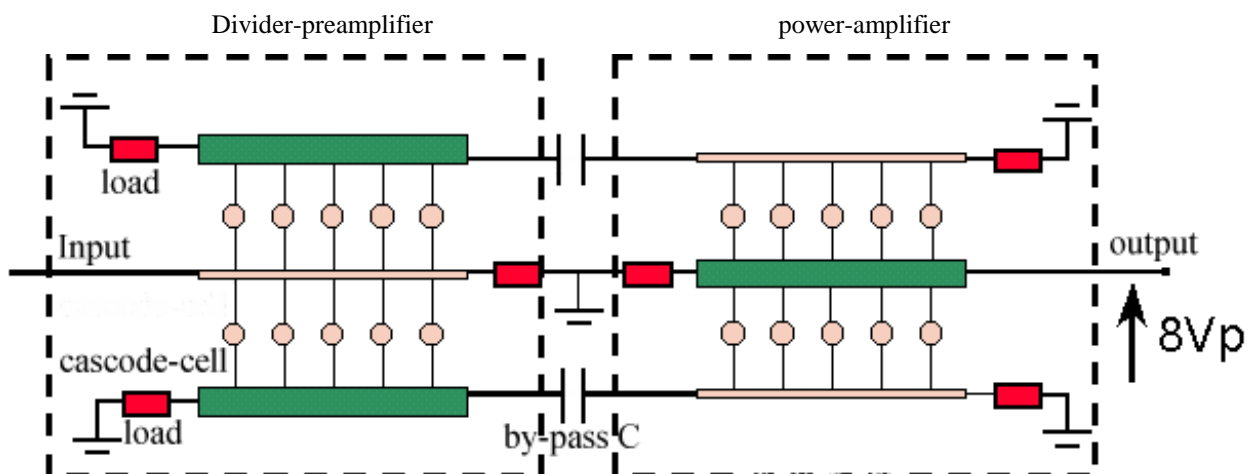 Divider-preamplifier
power-amplifier
load
Input
output
8Vp
cascode-cell
load
by-pass C